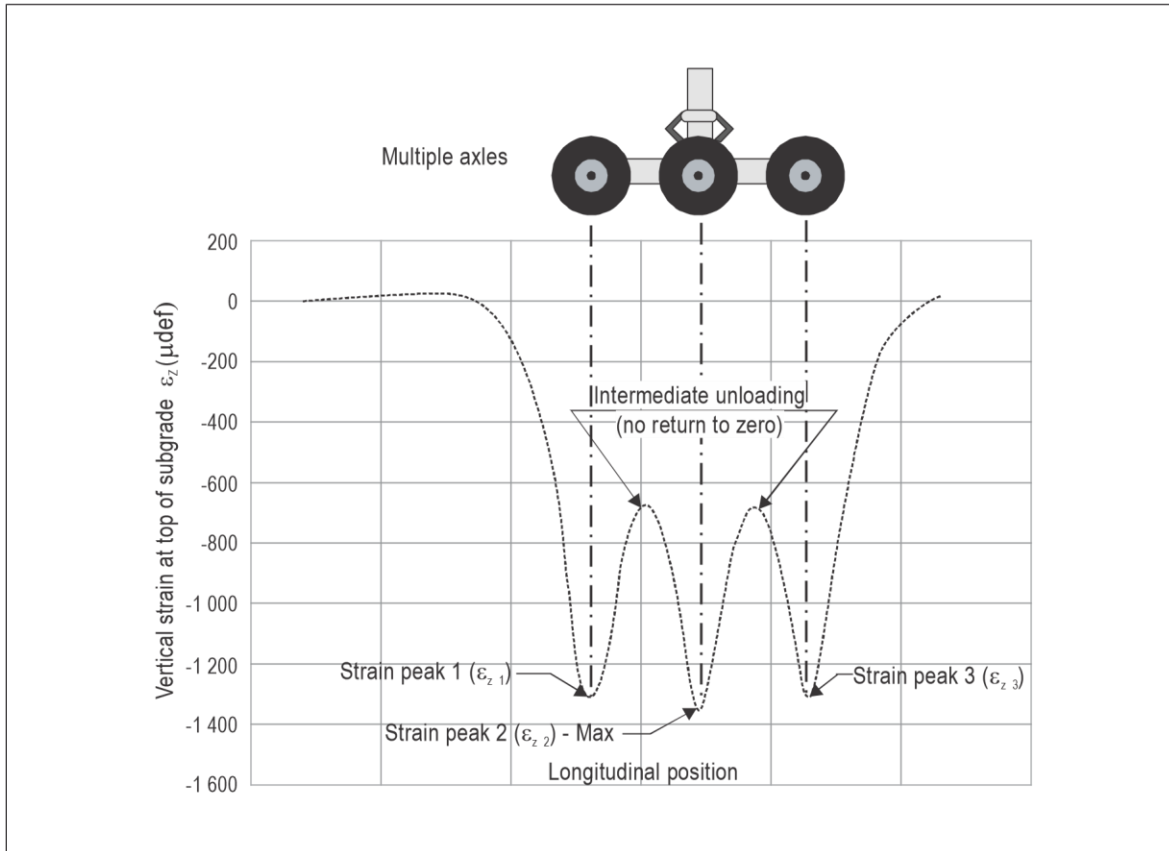 Multiple axles
200
0
-200
-400
-600
-800
-1 000
-1 200
-1 400
-1 600
Vertical strain at top of subgrade εz (μdef)
Intermediate unloading
(no return to zero)
Strain peak 1 (εz 1)
Strain peak 3 (εz 3)
Strain peak 2 (εz 2) - Max
Longitudinal position